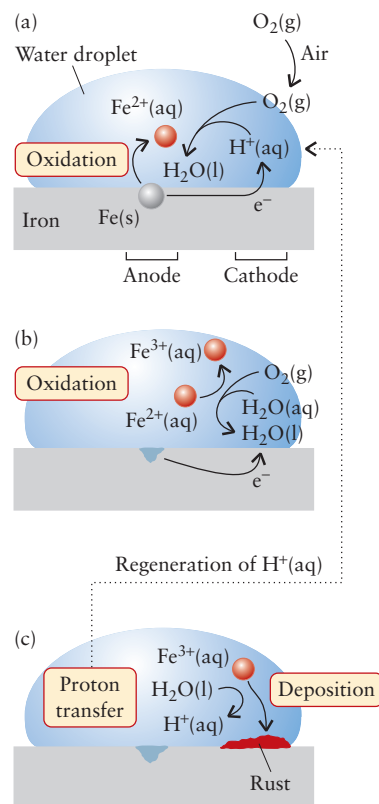 (a)
O₂(g)
Water droplet
Air
Fe²⁺(aq)
O₂(g)
Oxidation
H⁺(aq)
H₂O(l)
Iron
Fe(s)
e⁻
Anode
Cathode
(b)
Fe³⁺(aq)
Oxidation
O₂(g)
Fe²⁺(aq)
H₂O(aq)
H₂O(l)
e⁻
Regeneration of H⁺(aq)
(c)
Fe³⁺(aq)
Proton
transfer
H₂O(l)
Deposition
H⁺(aq)
Rust